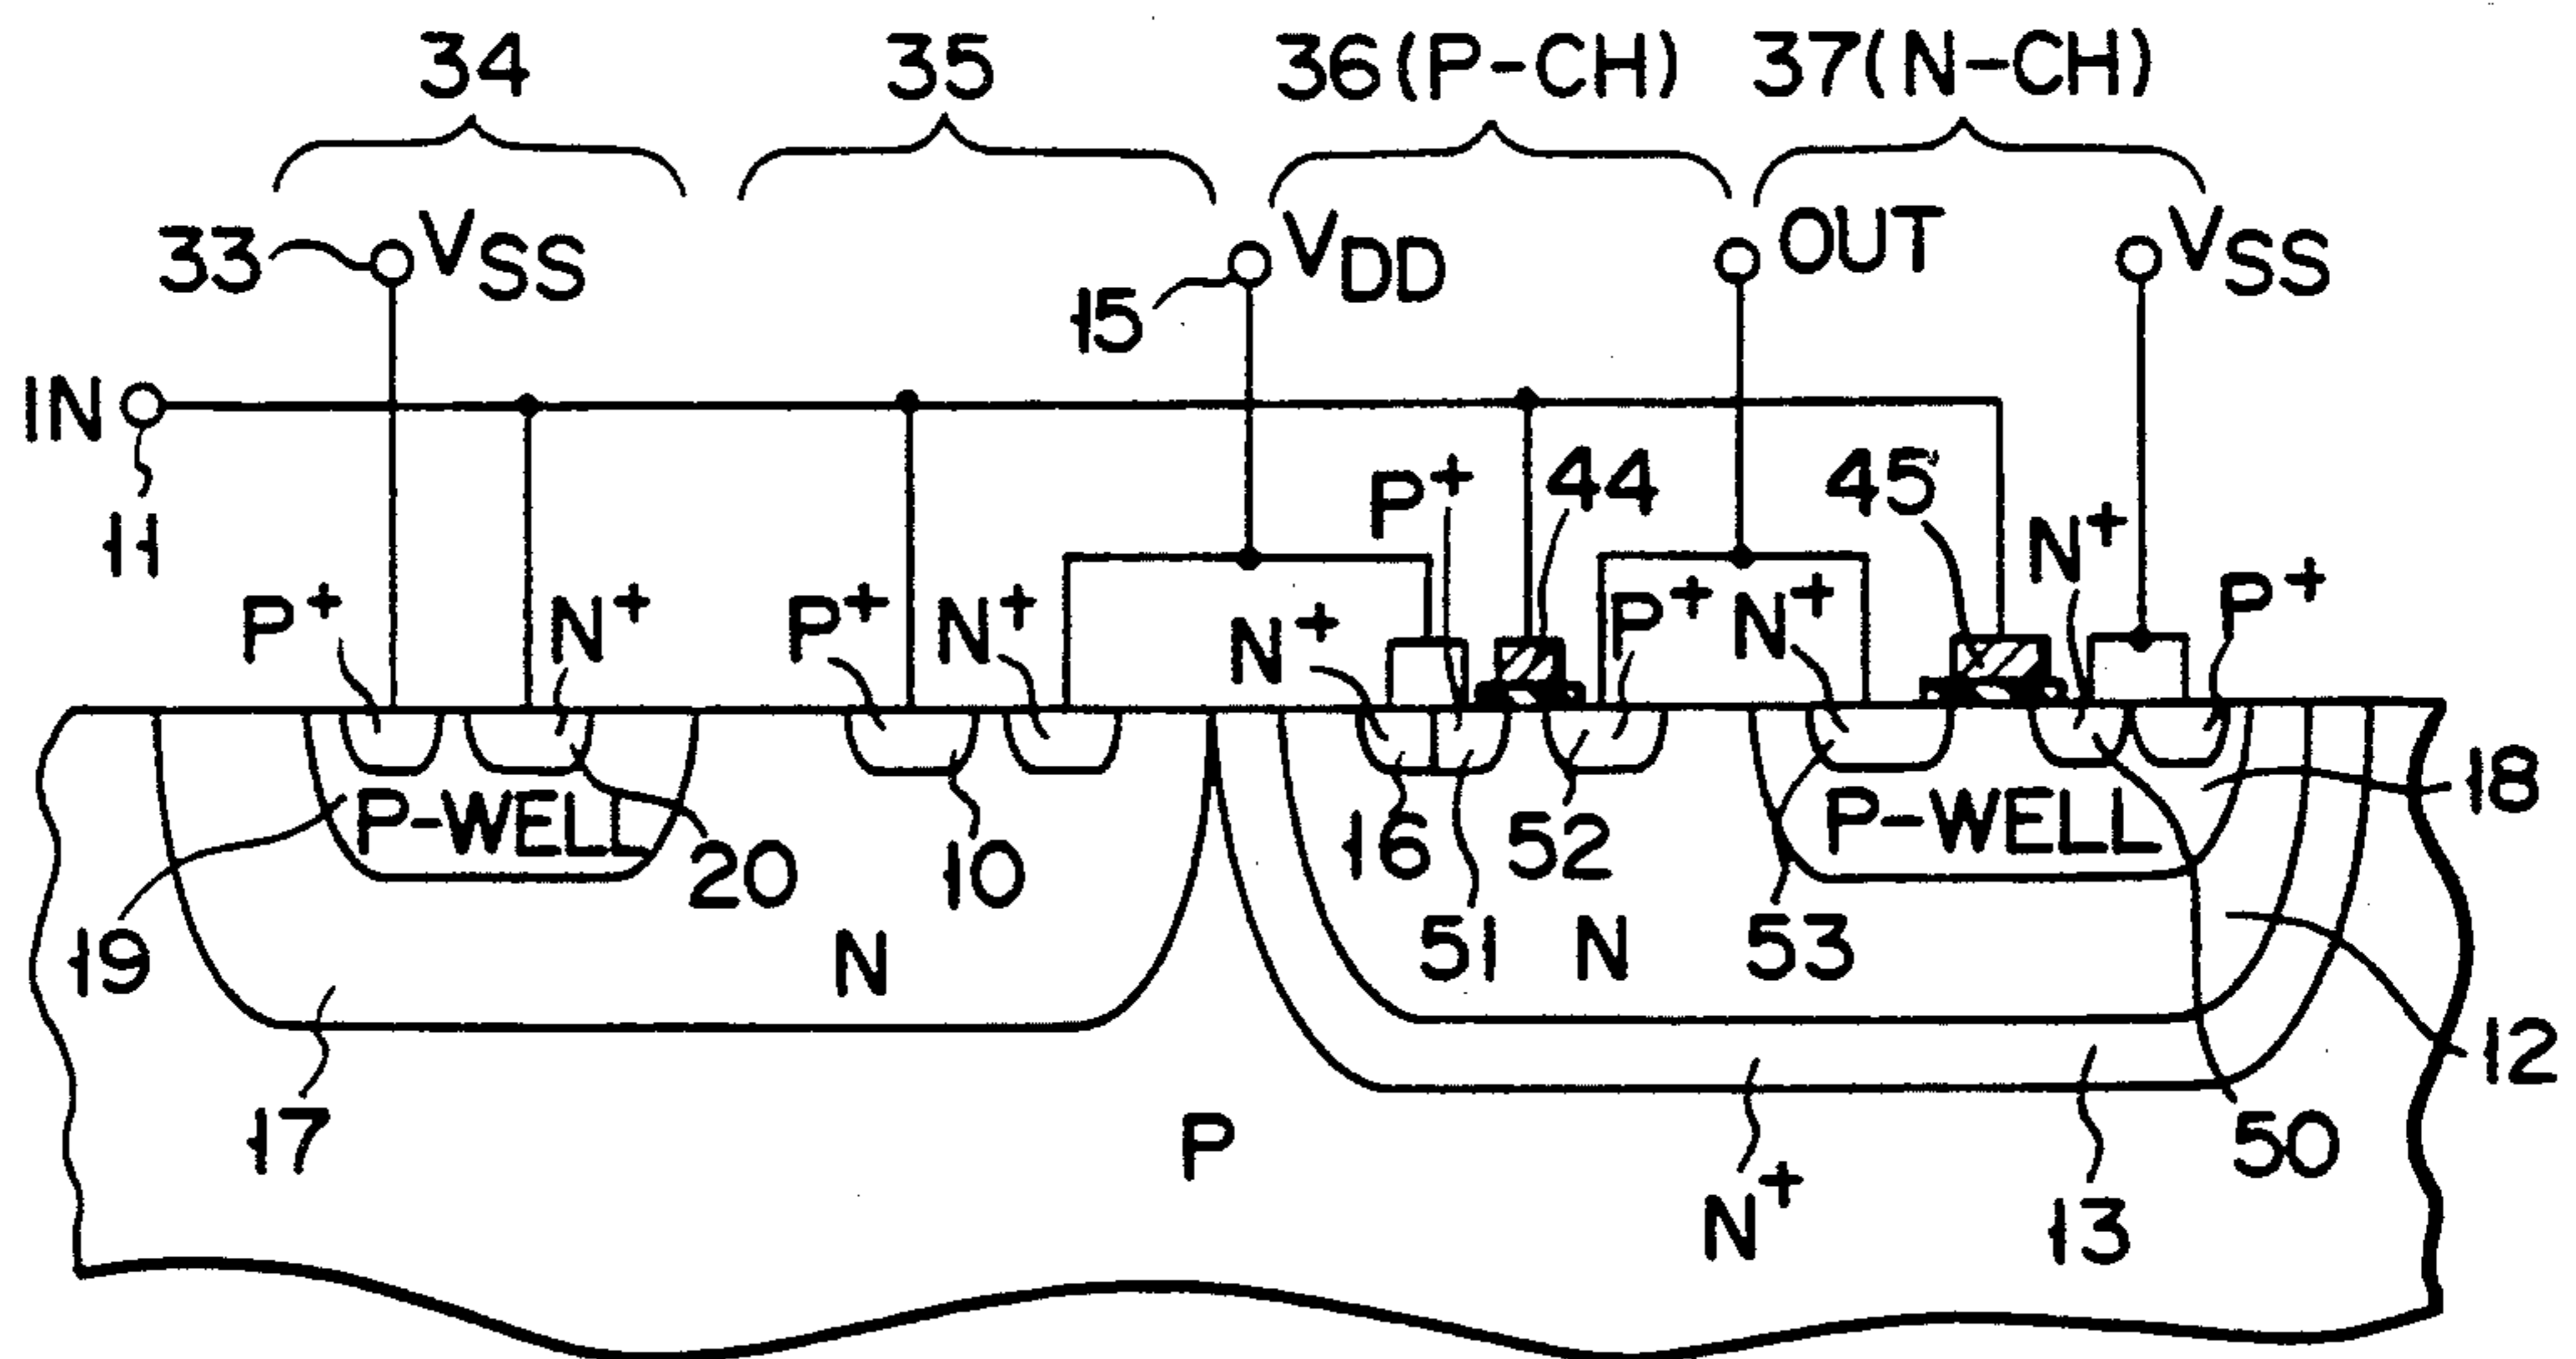 34 35 36(P-CH) 37(N-CH)
33 VSS 15 VDD OUT VSS
IN
11
P+ 44 45
N+ P+
P+ N+ P+ N+ N+ P+ N+
P-WELL P-WELL 18
19 20 10 16 51 52 53
17 N N 12
P N+ 13 50